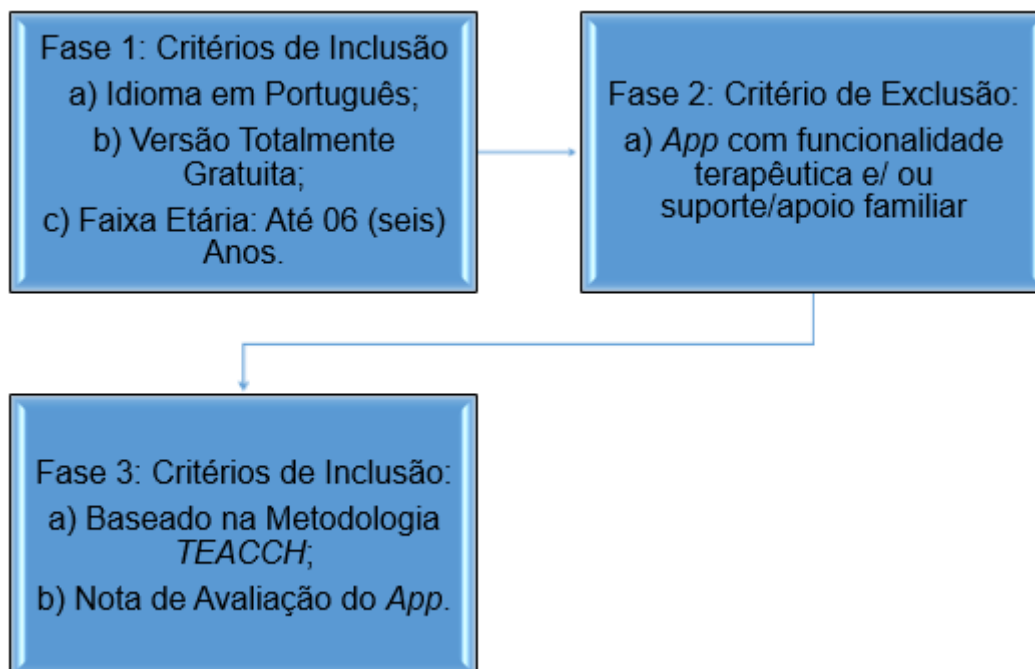 Fase 1: Critérios de Inclusão
a) Idioma em Português;
b) Versão Totalmente
Gratuita;
c) Faixa Etária: Até 06 (seis)
Anos.
Fase 2: Critério de Exclusão:
a) App com funcionalidade
terapêutica e/ ou
suporte/apoio familiar
Fase 3: Critérios de Inclusão:
a) Baseado na Metodologia
TEACCH;
b) Nota de Avaliação do App.